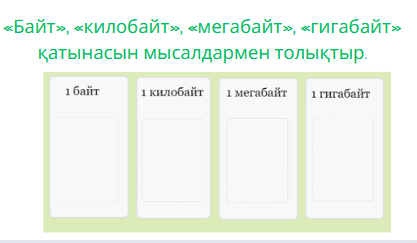 «Байт», «килобайт», «мегабайт», «гигабайт»
қатынасын мысалдармен толықтыр.
1 байт
1 килобайт
1 мегабайт
1 гигабайт